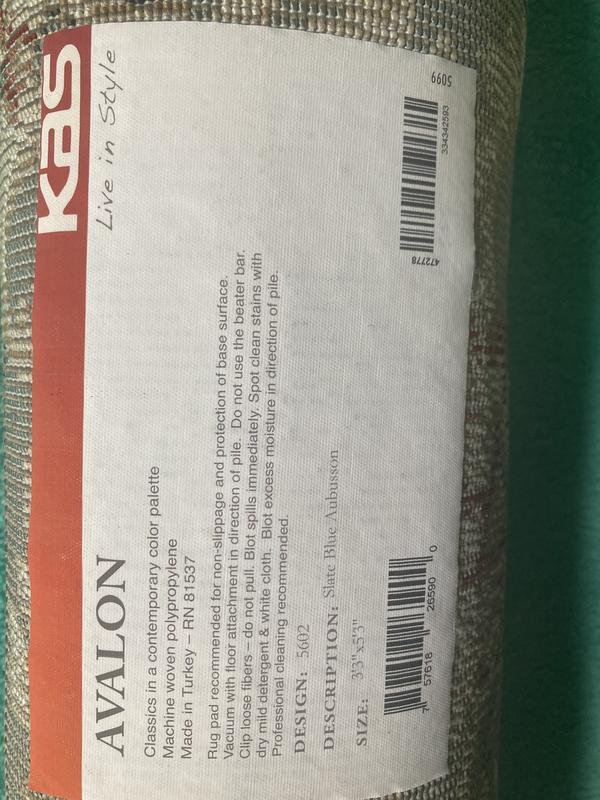 kas
Live in Style
AVALON
Classics in a contemporary color palette
Machine woven polypropylene
Made in Turkey – RN 81537
Rug pad recommended for non-slippage and protection of base surface.
Vacuum with floor attachment in direction of pile. Do not use the beater bar.
Clip loose fibers – do not pull. Blot spills immediately. Spot clean stains with
dry mild detergent & white cloth. Blot excess moisture in direction of pile.
Professional cleaning recommended.
DESIGN: 5602
DESCRIPTION: Slate Blue Aubusson
SIZE: 3'3"x5'3"
7 57618 26590 0
472778
334342593
5099